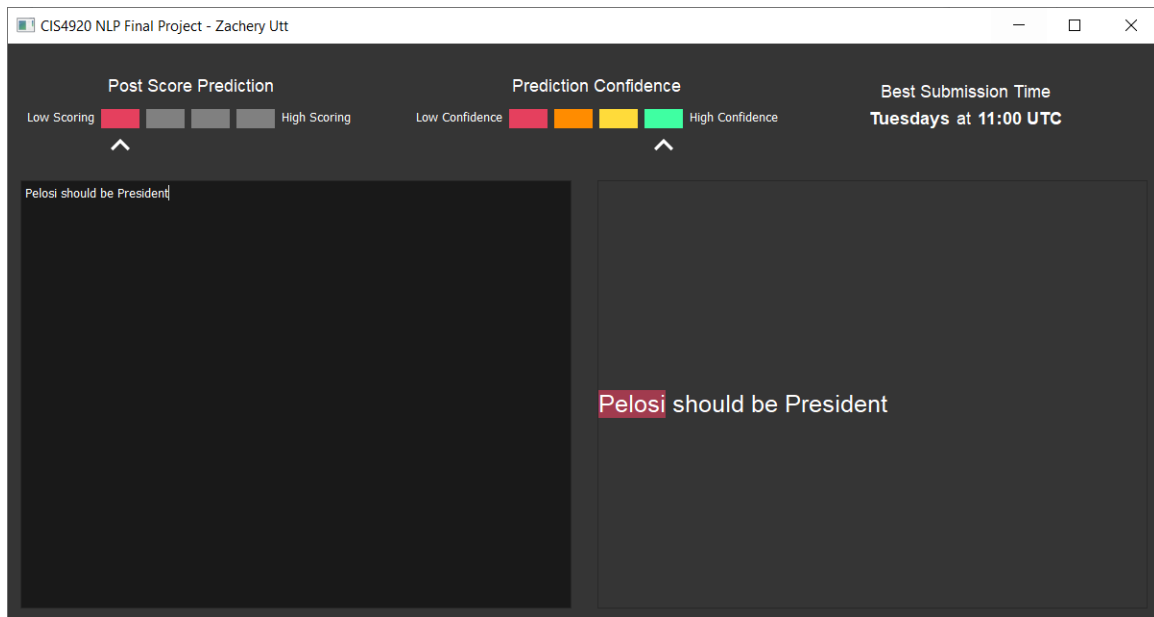 CIS4920 NLP Final Project - Zachery Utt
Post Score Prediction
Low Scoring
High Scoring
Prediction Confidence
Low Confidence
High Confidence
Best Submission Time
Tuesdays at 11:00 UTC
Pelosi should be President
Pelosi should be President